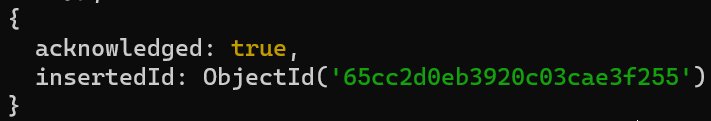 {
  acknowledged: true,
  insertedId: ObjectId('65cc2d0eb3920c03cae3f255')
}